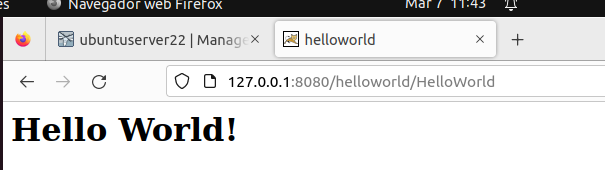 es Navegador web Firefox Mar 7 11:43
ubuntuserver22 | Manage
helloworld
127.0.0.1:8080/helloworld/HelloWorld
Hello World!